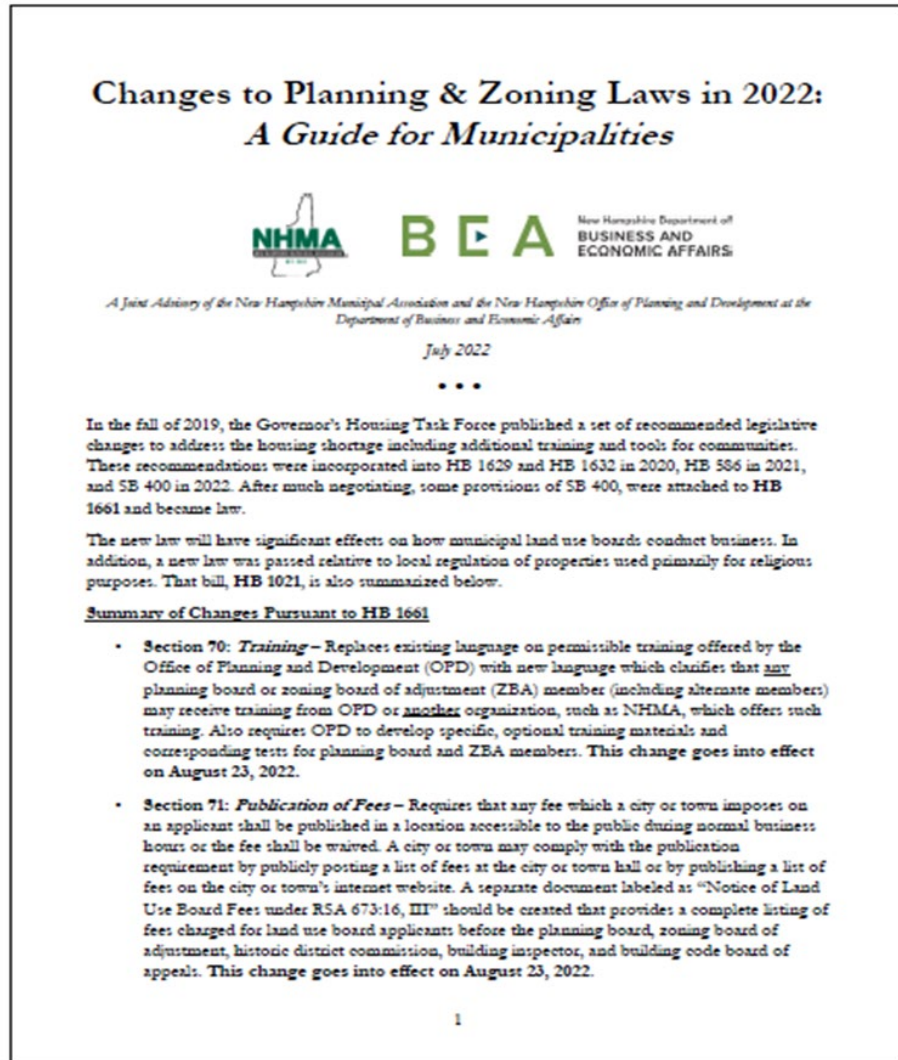 Changes to Planning & Zoning Laws in 2022:
A Guide for Municipalities
NHMA
BEA
New Hampshire Department of
BUSINESS AND
ECONOMIC AFFAIRS
A Joint Advisory of the New Hampshire Municipal Association and the New Hampshire Office of Planning and Development at the
Department of Business and Economic Affairs
July 2022
• • •
In the fall of 2019, the Governor's Housing Task Force published a set of recommended legislative
changes to address the housing shortage including additional training and tools for communities.
These recommendations were incorporated into HB 1629 and HB 1632 in 2020, HB 586 in 2021,
and SB 400 in 2022. After much negotiating, some provisions of SB 400, were attached to HB
1661 and became law.
The new law will have significant effects on how municipal land use boards conduct business. In
addition, a new law was passed relative to local regulation of properties used primarily for religious
purposes. That bill, HB 1021, is also summarized below.
Summary of Changes Pursuant to HB 1661
• Section 70: Training – Replaces existing language on permissible training offered by the
Office of Planning and Development (OPD) with new language which clarifies that any
planning board or zoning board of adjustment (ZBA) member (including alternate members)
may receive training from OPD or another organization, such as NHMA, which offers such
training. Also requires OPD to develop specific, optional training materials and
corresponding tests for planning board and ZBA members. This change goes into effect
on August 23, 2022.
• Section 71: Publication of Fees – Requires that any fee which a city or town imposes on
an applicant shall be published in a location accessible to the public during normal business
hours or the fee shall be waived. A city or town may comply with the publication
requirement by publicly posting a list of fees at the city or town hall or by publishing a list of
fees on the city or town's internet website. A separate document labeled as “Notice of Land
Use Board Fees under RSA 673:16, III” should be created that provides a complete listing of
fees charged for land use board applicants before the planning board, zoning board of
adjustment, historic district commission, building inspector, and building code board of
appeals. This change goes into effect on August 23, 2022.
1